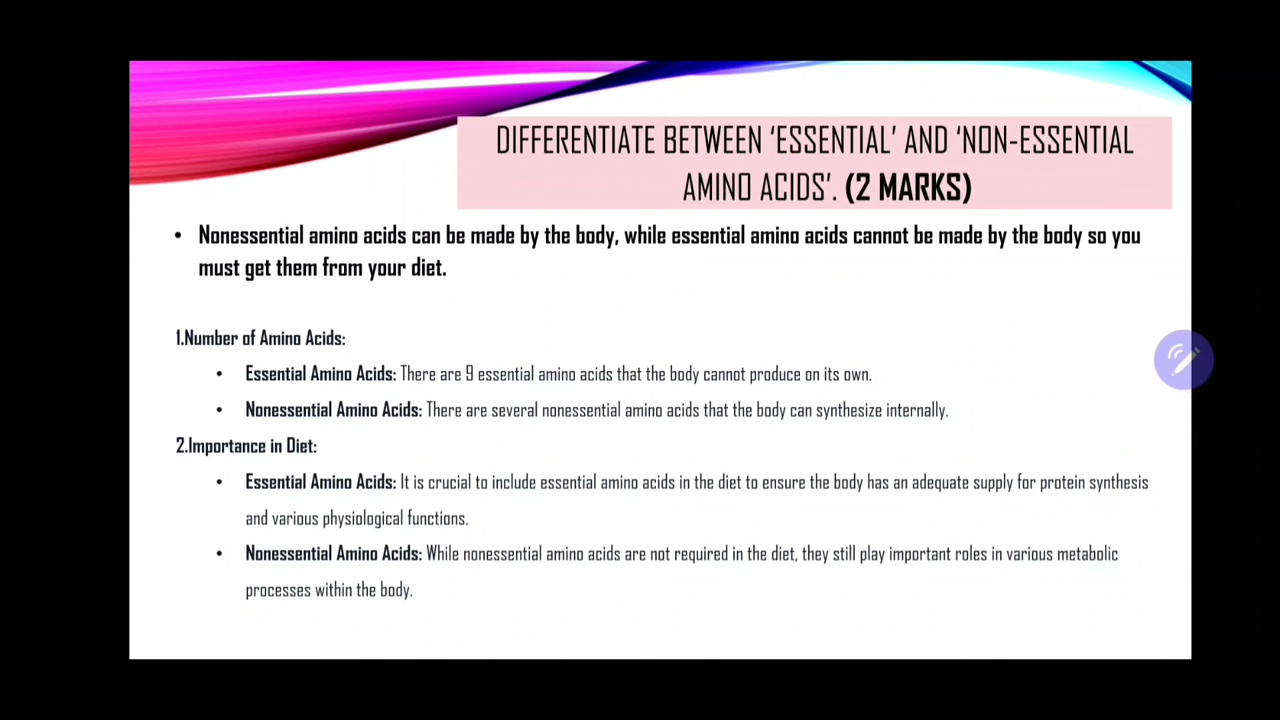 DIFFERENTIATE BETWEEN ‘ESSENTIAL’ AND ‘NON-ESSENTIAL
AMINO ACIDS’. (2 MARKS)
• Nonessential amino acids can be made by the body, while essential amino acids cannot be made by the body so you
must get them from your diet.
1.Number of Amino Acids:
• Essential Amino Acids: There are 9 essential amino acids that the body cannot produce on its own.
• Nonessential Amino Acids: There are several nonessential amino acids that the body can synthesize internally.
2.Importance in Diet:
• Essential Amino Acids: It is crucial to include essential amino acids in the diet to ensure the body has an adequate supply for protein synthesis
and various physiological functions.
• Nonessential Amino Acids: While nonessential amino acids are not required in the diet, they still play important roles in various metabolic
processes within the body.